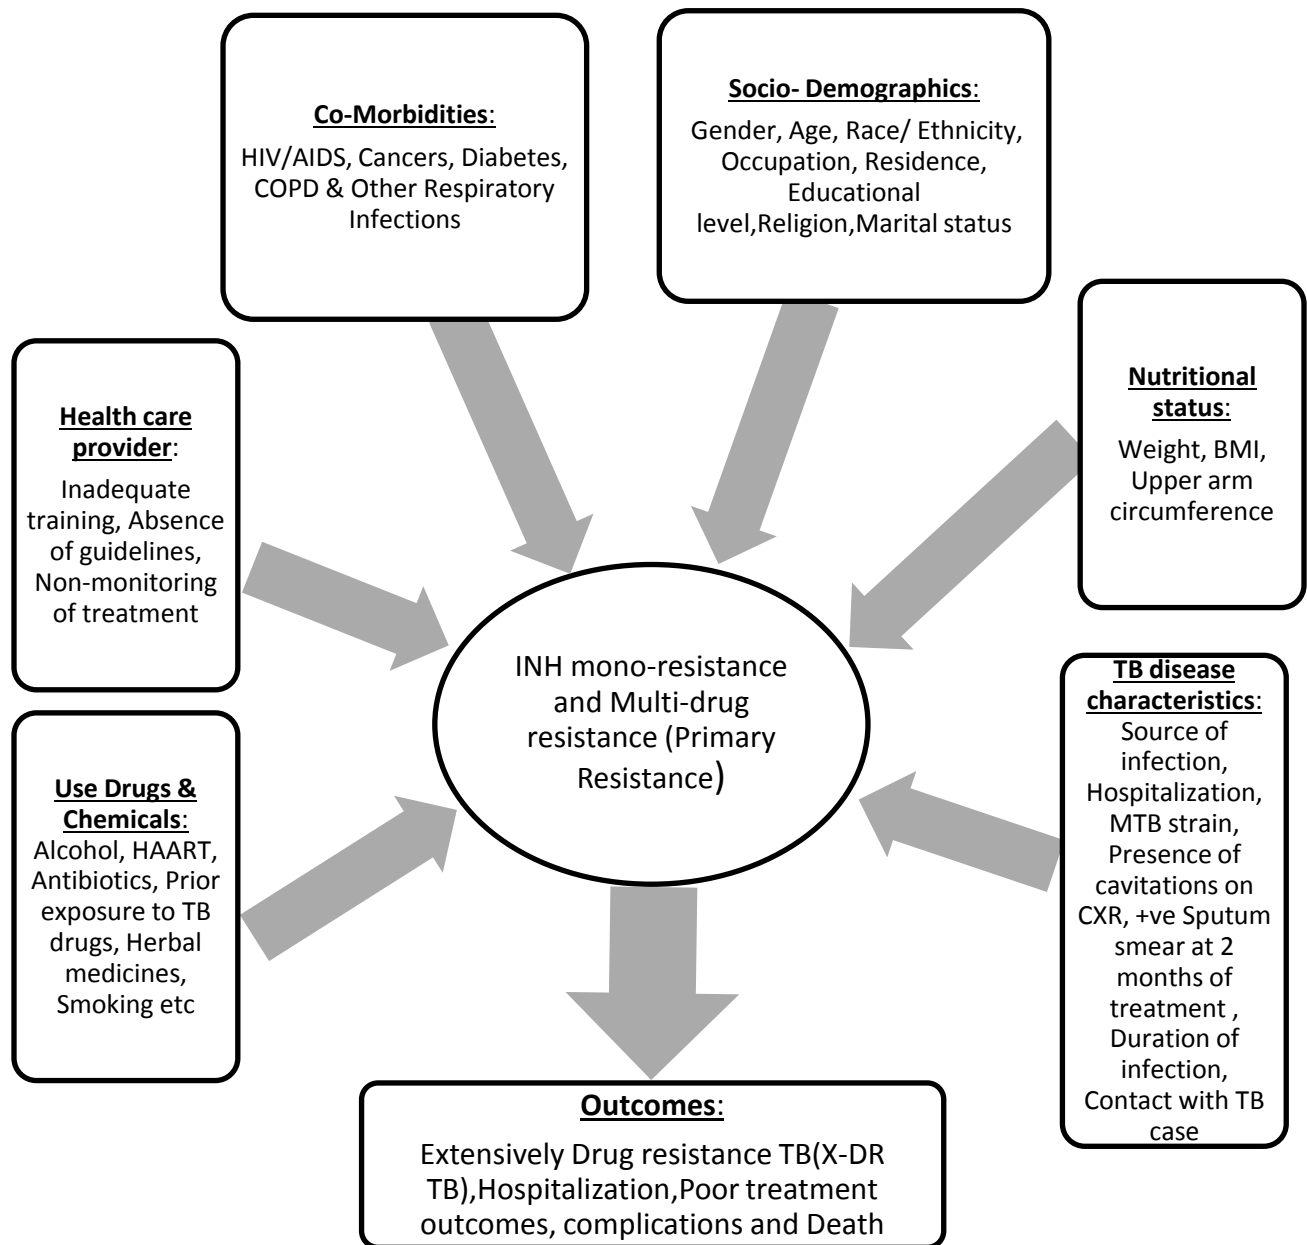 Co-Morbidities:
HIV/AIDS, Cancers, Diabetes,
COPD & Other Respiratory
Infections
Socio- Demographics:
Gender, Age, Race/ Ethnicity,
Occupation, Residence,
Educational
level,Religion,Marital status
Health care
provider:
Inadequate
training, Absence
of guidelines,
Non-monitoring
of treatment
Nutritional
status:
Weight, BMI,
Upper arm
circumference
INH mono-resistance
and Multi-drug
resistance (Primary
Resistance)
Use Drugs &
Chemicals:
Alcohol, HAART,
Antibiotics, Prior
exposure to TB
drugs, Herbal
medicines,
Smoking etc
TB disease
characteristics:
Source of
infection,
Hospitalization,
MTB strain,
Presence of
cavitations on
CXR, +ve Sputum
smear at 2
months of
treatment ,
Duration of
infection,
Contact with TB
case
Outcomes:
Extensively Drug resistance TB(X-DR
TB),Hospitalization,Poor treatment
outcomes, complications and Death